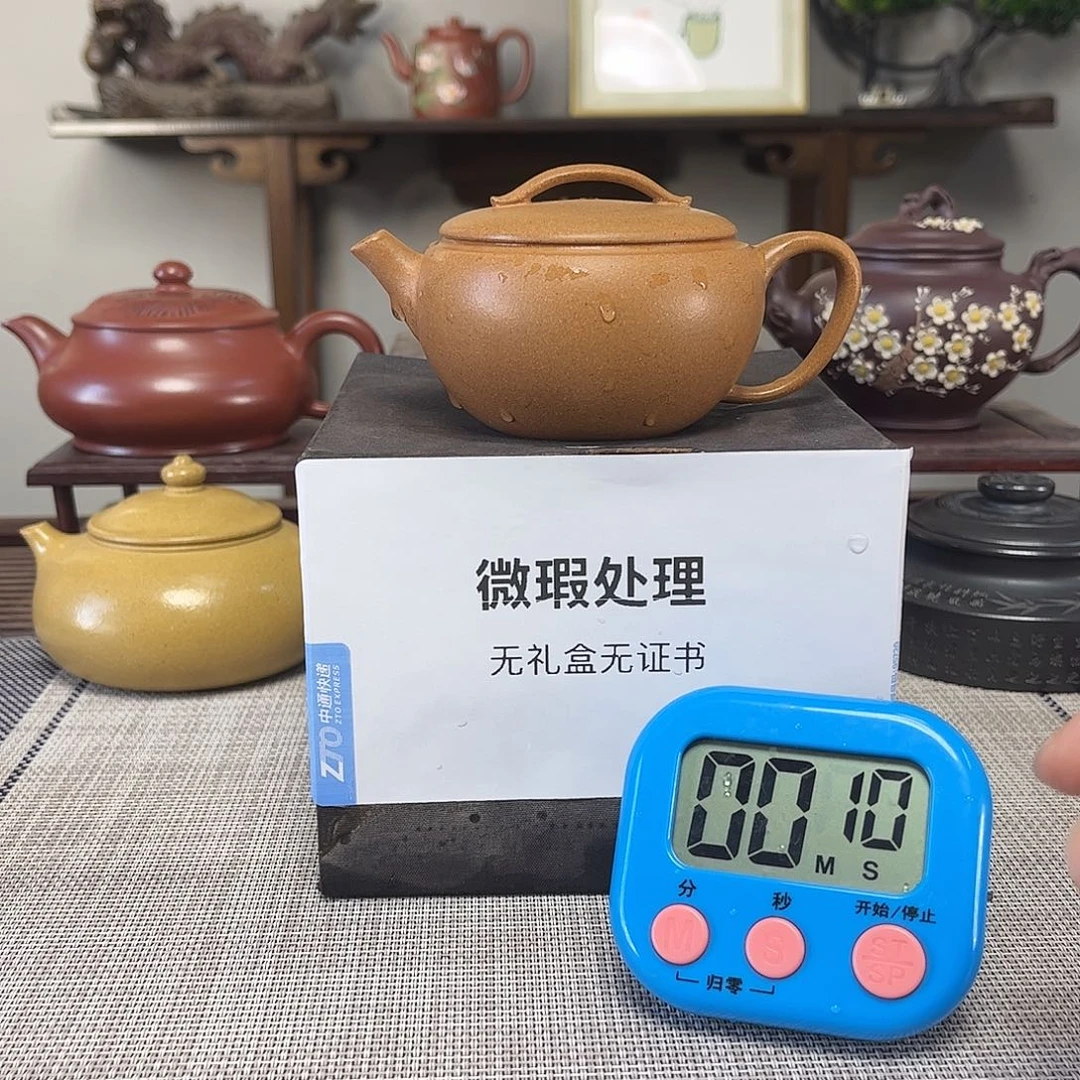 微瑕处理
无礼盒无证书
ZTO 中通快递
ZTO EXPRESS
00 10
M S
分 秒 开始/停止
M S ST
SP
归零